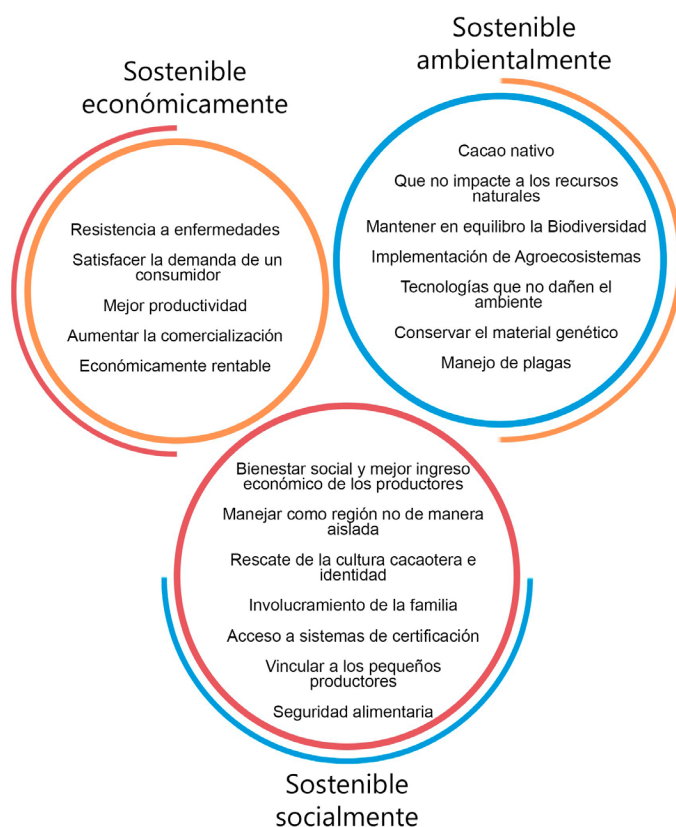 Sostenible
económicamente
Resistencia a enfermedades
Satisfacer la demanda de un
consumidor
Mejor productividad
Aumentar la comercialización
Económicamente rentable
Sostenible
ambientalmente
Cacao nativo
Que no impacte a los recursos
naturales
Mantener en equilibro la Biodiversidad
Implementación de Agroecosistemas
Tecnologías que no dañen el
ambiente
Conservar el material genético
Manejo de plagas
Bienestar social y mejor ingreso
económico de los productores
Manejar como región no de manera
aislada
Rescate de la cultura cacaotera e
identidad
Involucramiento de la familia
Acceso a sistemas de certificación
Vincular a los pequeños
productores
Seguridad alimentaria
Sostenible
socialmente